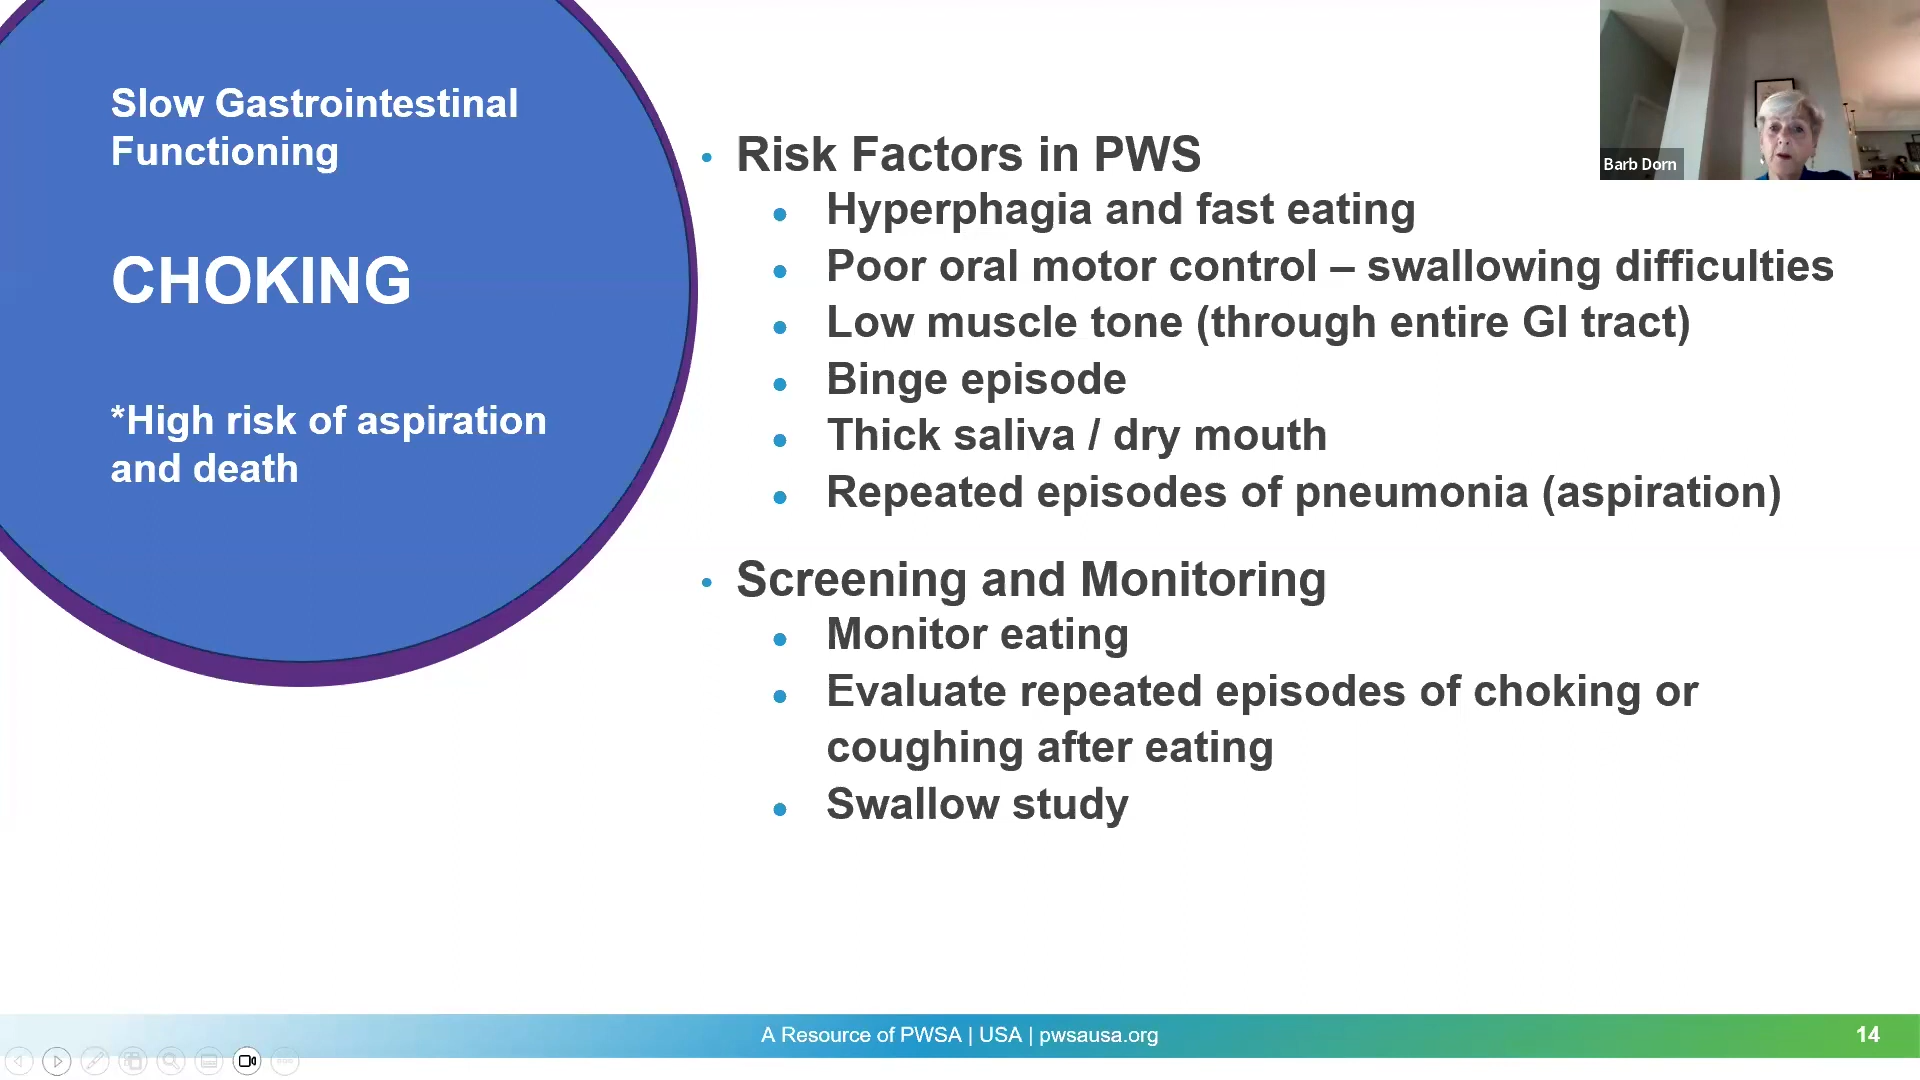 Slow Gastrointestinal
Functioning
CHOKING
*High risk of aspiration
and death
• Risk Factors in PWS
• Hyperphagia and fast eating
• Poor oral motor control – swallowing difficulties
• Low muscle tone (through entire GI tract)
• Binge episode
• Thick saliva / dry mouth
• Repeated episodes of pneumonia (aspiration)
• Screening and Monitoring
• Monitor eating
• Evaluate repeated episodes of choking or
coughing after eating
• Swallow study
Barb Dorn
A Resource of PWSA | USA | pwsausa.org
14